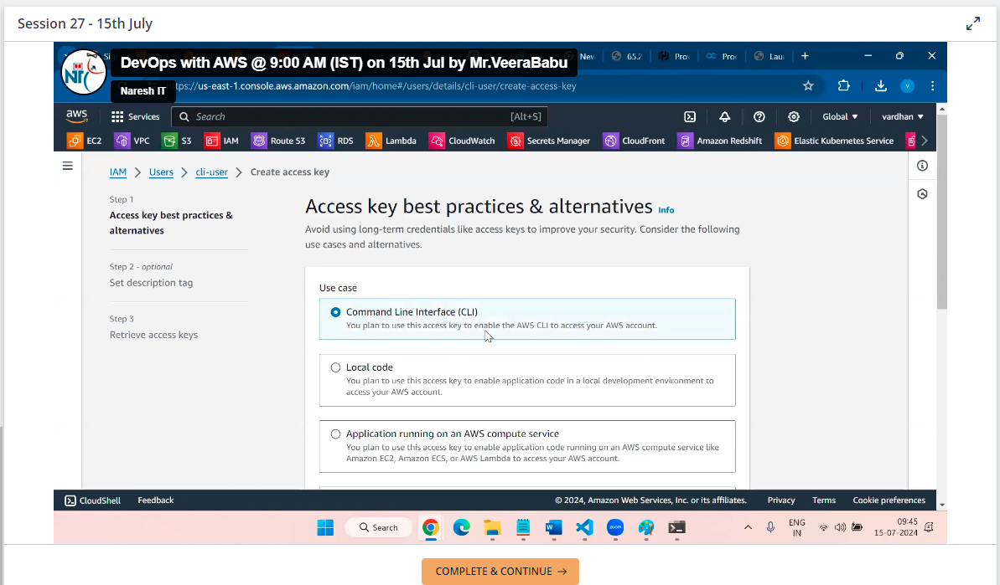 Session 27 - 15th July
DevOps with AWS @ 9:00 AM (IST) on 15th Jul by Mr.VeeraBabu
Nev
65.2
Pro
Pro
Lau
NiT
Naresh IT
tps://us-east-1.console.aws.amazon.com/iam/home#/users/details/cli-user/create-access-key
v
aws
Services
Search
[Alt+S]
Global
vardhan
EC2
VPC
S3
IAM
Route 53
RDS
Lambda
CloudWatch
Secrets Manager
CloudFront
Amazon Redshift
Elastic Kubernetes Service
IAM
Users
cli-user
Create access key
Step 1
Access key best practices &
alternatives
Step 2 - optional
Set description tag
Step 3
Retrieve access keys
Access key best practices & alternatives Info
Avoid using long-term credentials like access keys to improve your security. Consider the following
use cases and alternatives.
Use case
Command Line Interface (CLI)
You plan to use this access key to enable the AWS CLI to access your AWS account.
Local code
You plan to use this access key to enable application code in a local development environment to
access your AWS account.
Application running on an AWS compute service
You plan to use this access key to enable application code running on an AWS compute service like
Amazon EC2, Amazon ECS, or AWS Lambda to access your AWS account.
CloudShell
Feedback
© 2024, Amazon Web Services, Inc. or its affiliates.
Privacy
Terms
Cookie preferences
Search
zoom
ENG
IN
09:45
15-07-2024
COMPLETE & CONTINUE →